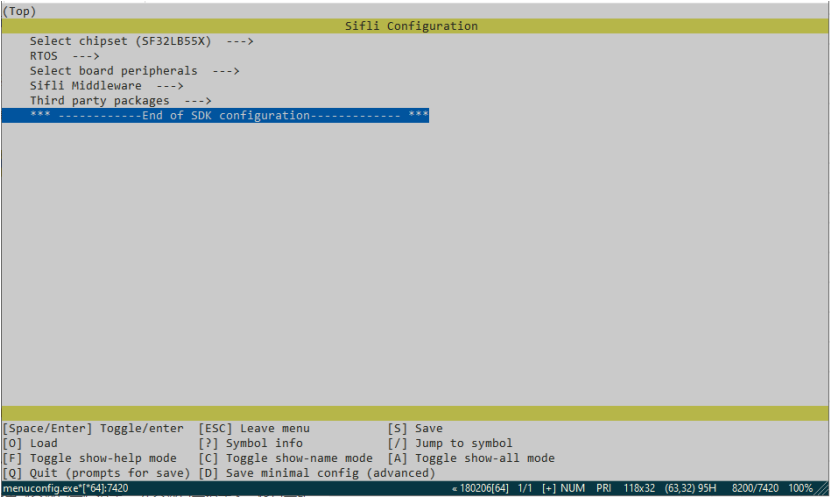 (Top)
Sifli Configuration
Select chipset (SF32LB55X)  --->
RTOS  --->
Select board peripherals  --->
Sifli Middleware  --->
Third party packages  --->
*** ------------End of SDK configuration------------- ***
[Space/Enter] Toggle/enter  [ESC] Leave menu           [S] Save
[O] Load                    [?] Symbol info            [/] Jump to symbol
[F] Toggle show-help mode   [C] Toggle show-name mode  [A] Toggle show-all mode
[Q] Quit (prompts for save) [D] Save minimal config (advanced)
menuconfig.exe*[*64]:7420 « 180206[64] 1/1 [+] NUM PRI 118x32 (63,32) 95H 8200/7420 100%